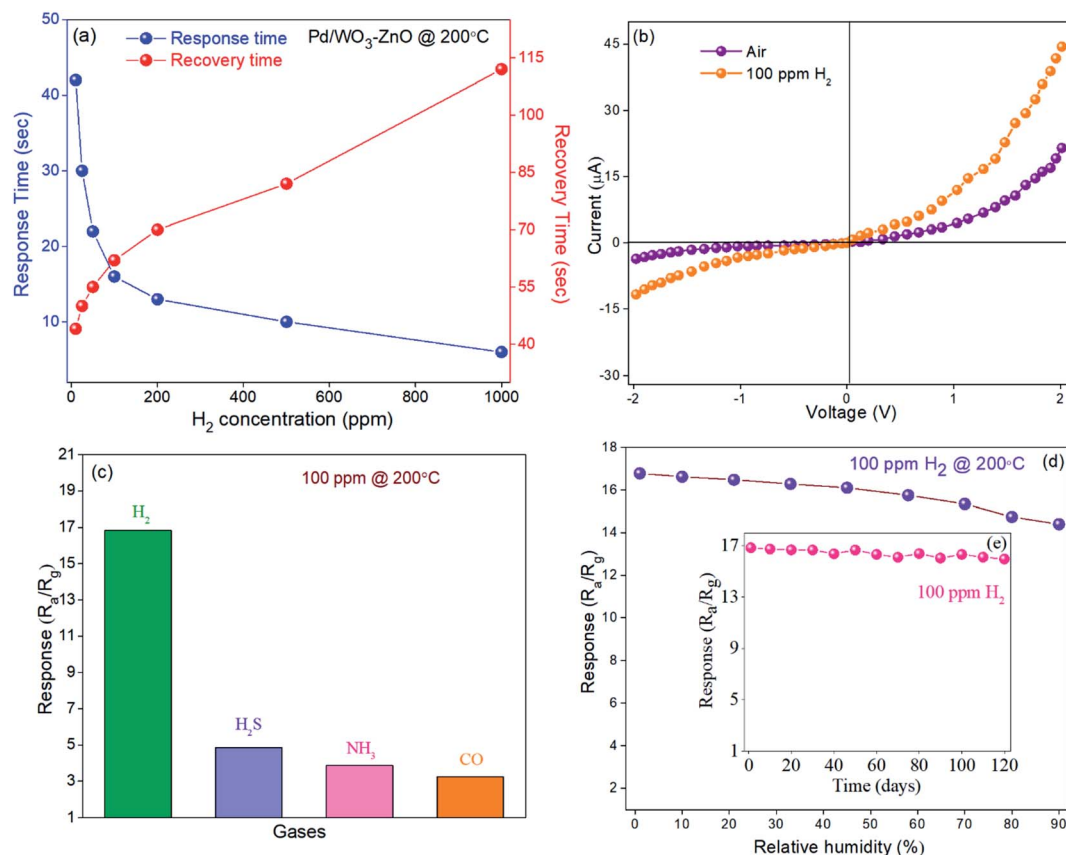 (a)
Response time
Recovery time
Pd/WO₃-ZnO @ 200°C
50
40
30
20
10
Response Time (sec)
115
112
110
85
70
55
40
Recovery Time (sec)
0 200 400 600 800 1000
H₂ concentration (ppm)
(b)
Air
100 ppm H₂
45
30
15
0
-15
-30
Current (μA)
-2 -1 0 1 2
Voltage (V)
(c)
100 ppm @ 200°C
21
19
17
15
13
11
9
7
5
3
1
Response (Rₐ/R_g)
H₂
H₂S
NH₃
CO
Gases
100 ppm H₂ @ 200°C
(d)
18
16
14
12
10
8
6
4
2
Response (Rₐ/R_g)
0 10 20 30 40 50 60 70 80 90
Relative humidity (%)
(e)
100 ppm H₂
17
13
9
5
1
Response (Rₐ/R_g)
0 20 40 60 80 100 120
Time (days)